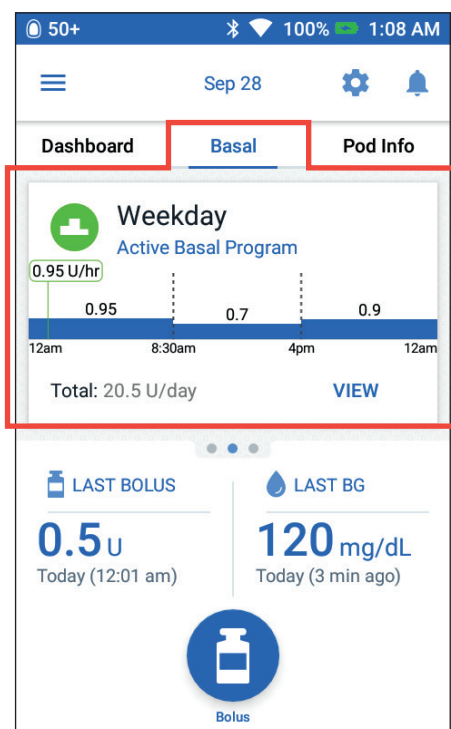 50+ 100% 1:08 AM
Sep 28
Dashboard Basal Pod Info
Weekday
Active Basal Program
0.95 U/hr
0.95 0.7 0.9
12am 8:30am 4pm 12am
Total: 20.5 U/day VIEW
LAST BOLUS LAST BG
0.5 U 120 mg/dL
Today (12:01 am) Today (3 min ago)
Bolus